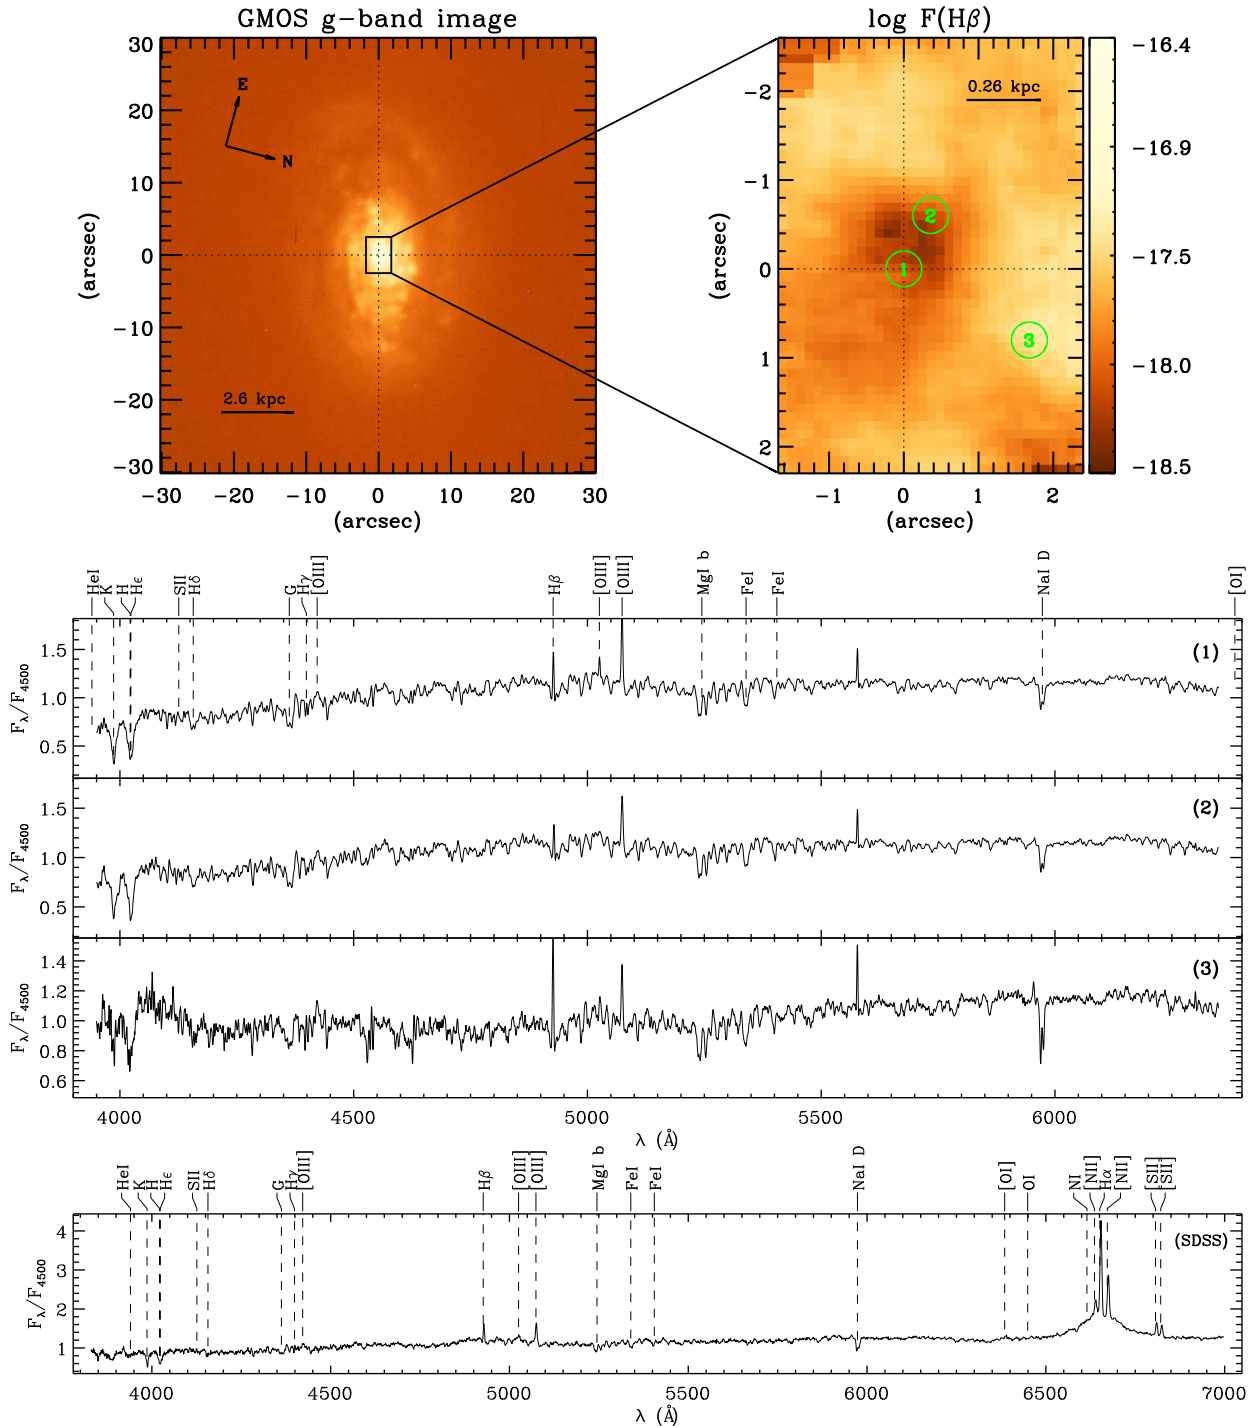 GMOS g-band image
log F(Hβ)
30
20
10
0
-10
-20
-30
(arcsec)
E
N
2.6 kpc
-30 -20 -10 0 10 20 30
(arcsec)
-2
-1
0
1
2
(arcsec)
0.26 kpc
1
2
3
-1 0 1 2
(arcsec)
-16.4
-16.9
-17.5
-18.0
-18.5
HeI K H Hε SII Hδ G Hγ [OIII] Hβ [OIII] [OIII] MgI b FeI FeI NaI D [OI]
1.5
1.0
0.5
Fλ/F4500
(1)
1.5
1.0
0.5
Fλ/F4500
(2)
1.4
1.2
1.0
0.8
0.6
Fλ/F4500
(3)
4000 4500 5000 5500 6000
λ (Å)
HeI K H Hε SII Hδ G Hγ [OIII] Hβ [OIII] [OIII] MgI b FeI FeI NaI D [OI] OI NI [NII] Hα [NII] [SII] [SII]
4
3
2
1
Fλ/F4500
(SDSS)
4000 4500 5000 5500 6000 6500 7000
λ (Å)